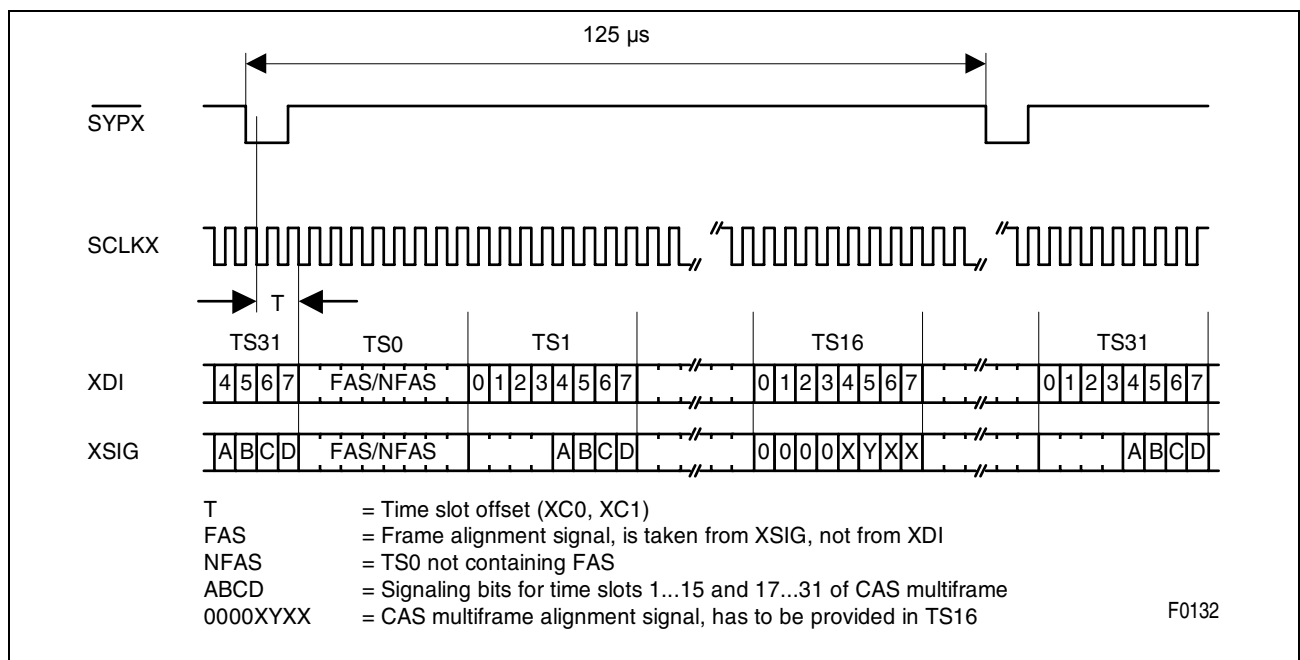 125 µs
SYPX
SCLKX
T
TS31 TS0 TS1 TS16 TS31
XDI 4 5 6 7 FAS/NFAS 0 1 2 3 4 5 6 7 0 1 2 3 4 5 6 7 0 1 2 3 4 5 6 7
XSIG A B C D FAS/NFAS A B C D 0 0 0 0 X Y X X A B C D
T = Time slot offset (XC0, XC1)
FAS = Frame alignment signal, is taken from XSIG, not from XDI
NFAS = TS0 not containing FAS
ABCD = Signaling bits for time slots 1...15 and 17...31 of CAS multiframe
0000XYXX = CAS multiframe alignment signal, has to be provided in TS16
F0132